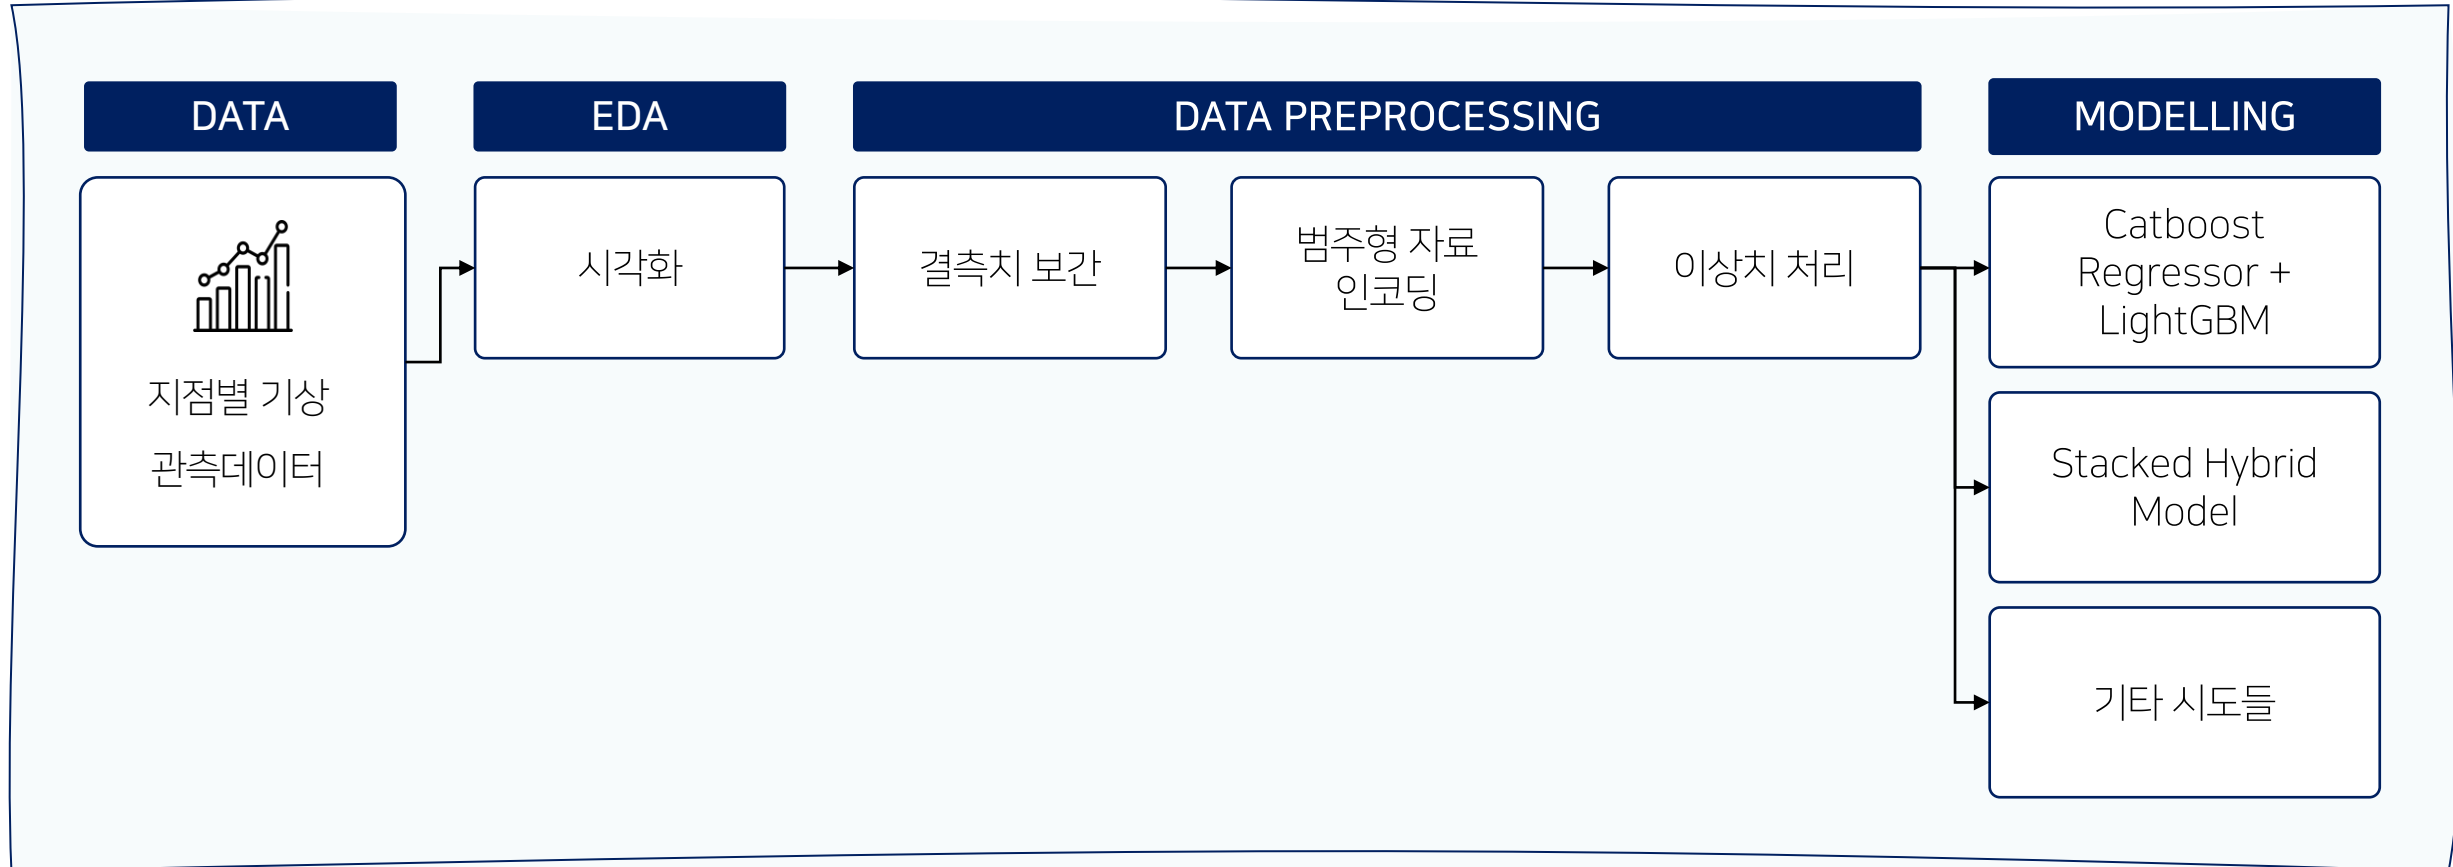 DATA
EDA
DATA PREPROCESSING
MODELLING
지점별 기상
관측데이터
시각화
결측치 보간
범주형 자료
인코딩
이상치 처리
Catboost
Regressor +
LightGBM
Stacked Hybrid
Model
기타 시도들